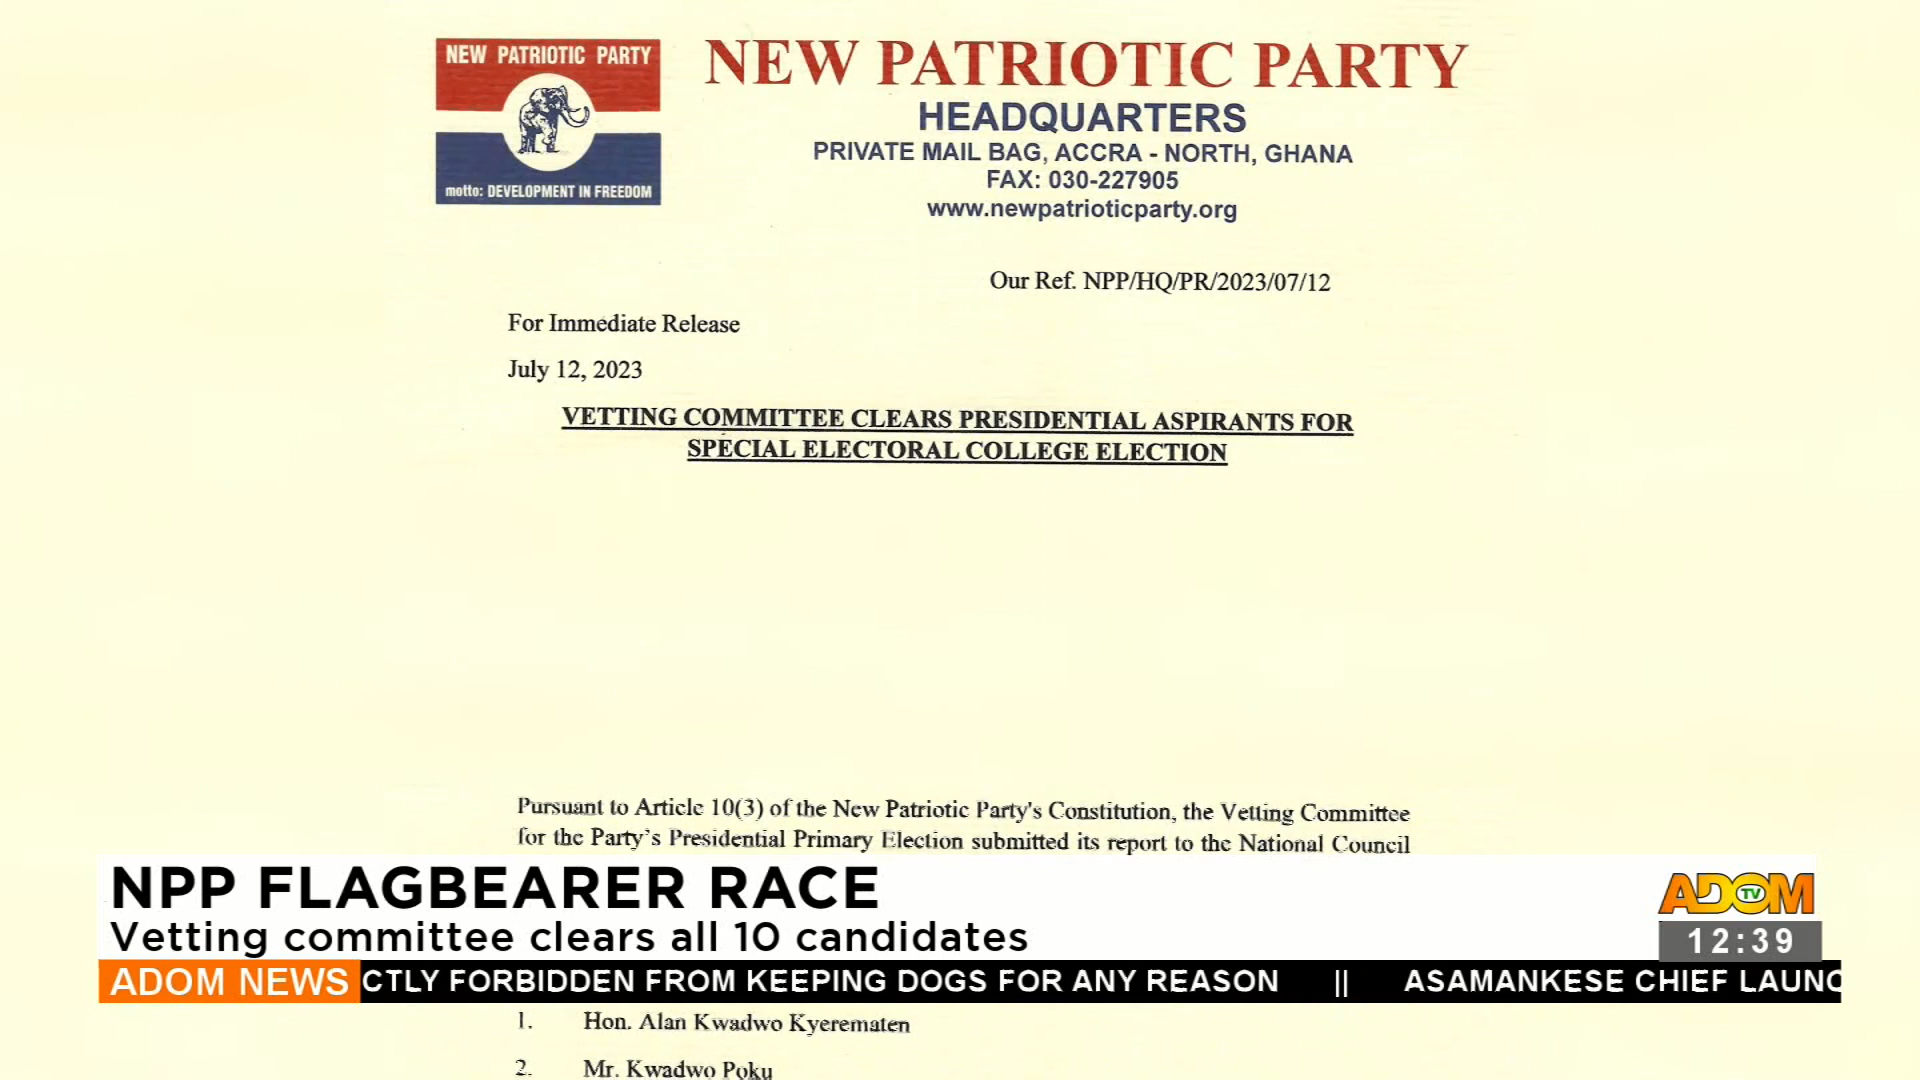 NEW PATRIOTIC PARTY
motto: DEVELOPMENT IN FREEDOM
NEW PATRIOTIC PARTY
HEADQUARTERS
PRIVATE MAIL BAG, ACCRA - NORTH, GHANA
FAX: 030-227905
www.newpatrioticparty.org
Our Ref. NPP/HQ/PR/2023/07/12
For Immediate Release
July 12, 2023
VETTING COMMITTEE CLEARS PRESIDENTIAL ASPIRANTS FOR
SPECIAL ELECTORAL COLLEGE ELECTION
Pursuant to Article 10(3) of the New Patriotic Party's Constitution, the Vetting Committee
for the Party's Presidential Primary Election submitted its report to the National Council
NPP FLAGBEARER RACE
Vetting committee clears all 10 candidates
ADOM TV
12:39
ADOM NEWS CTLY FORBIDDEN FROM KEEPING DOGS FOR ANY REASON || ASAMANKESE CHIEF LAUNC
1. Hon. Alan Kwadwo Kyerematen
2. Mr. Kwadwo Poku